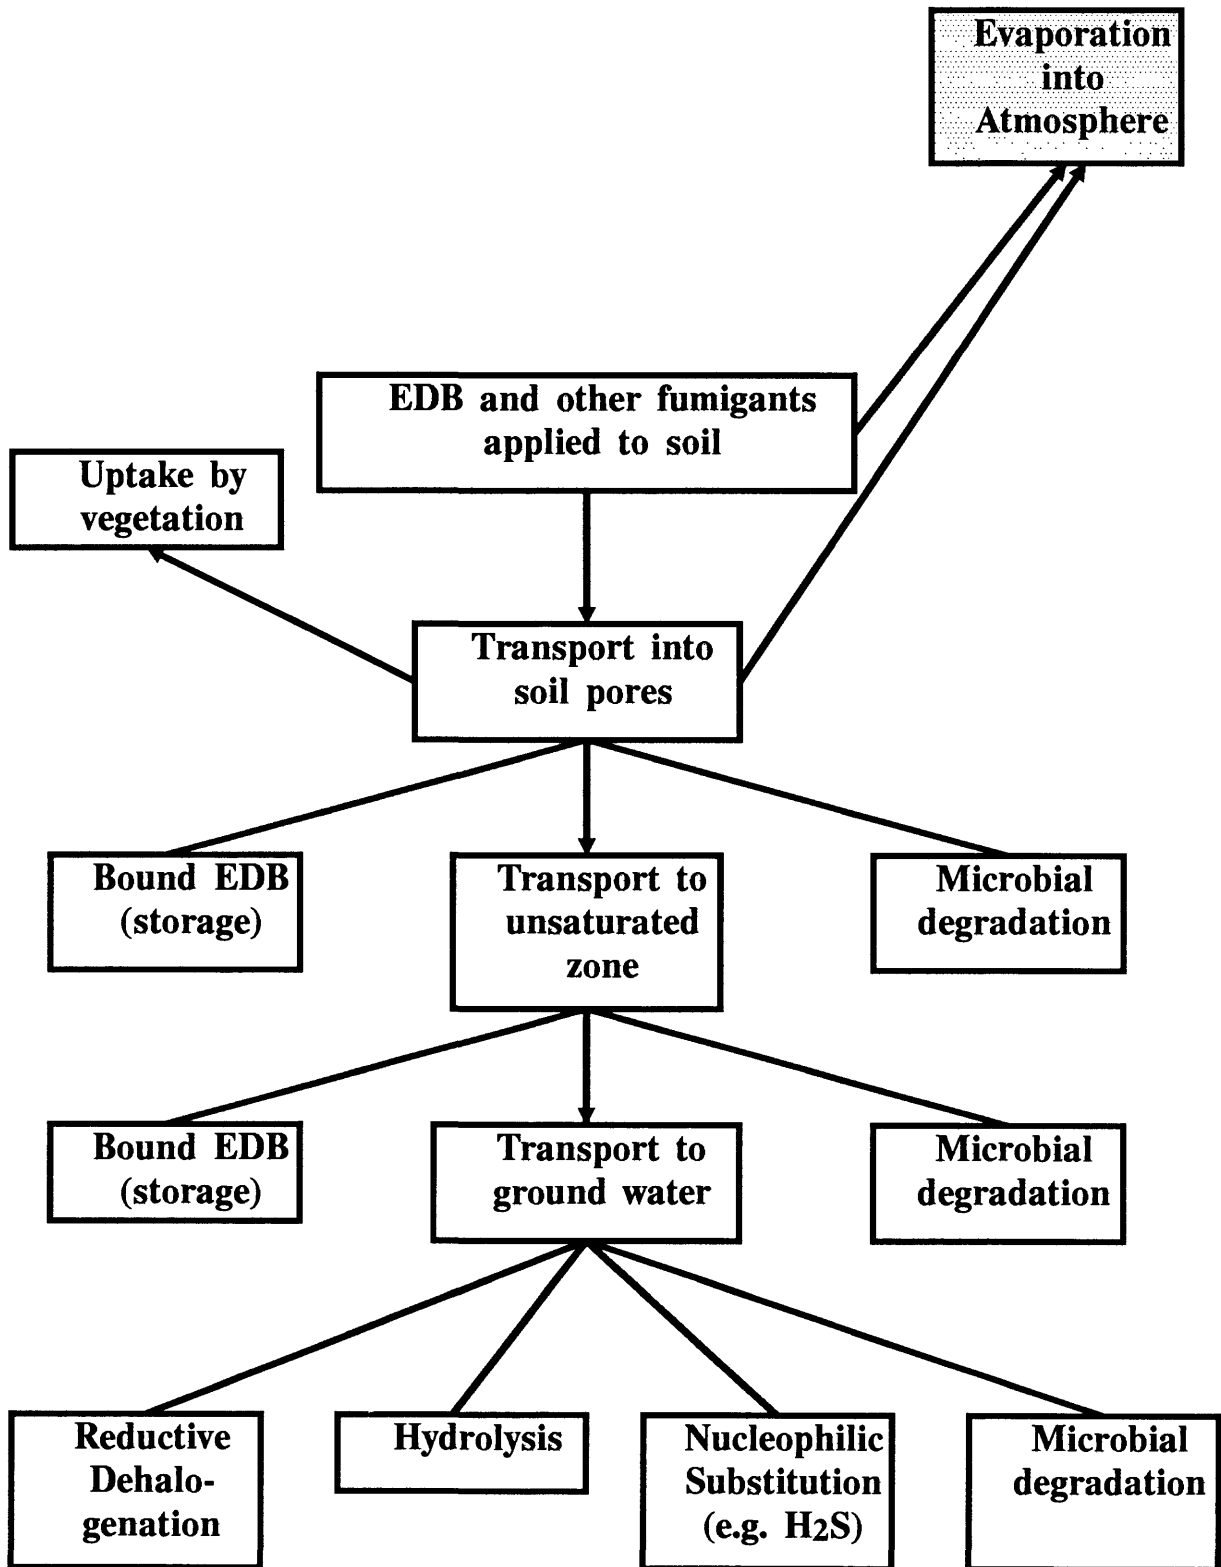 Evaporation
into
Atmosphere
EDB and other fumigants
applied to soil
Uptake by
vegetation
Transport into
soil pores
Bound EDB
(storage)
Transport to
unsaturated
zone
Microbial
degradation
Bound EDB
(storage)
Transport to
ground water
Microbial
degradation
Reductive
Dehalo-
genation
Hydrolysis
Nucleophilic
Substitution
(e.g. H2S)
Microbial
degradation